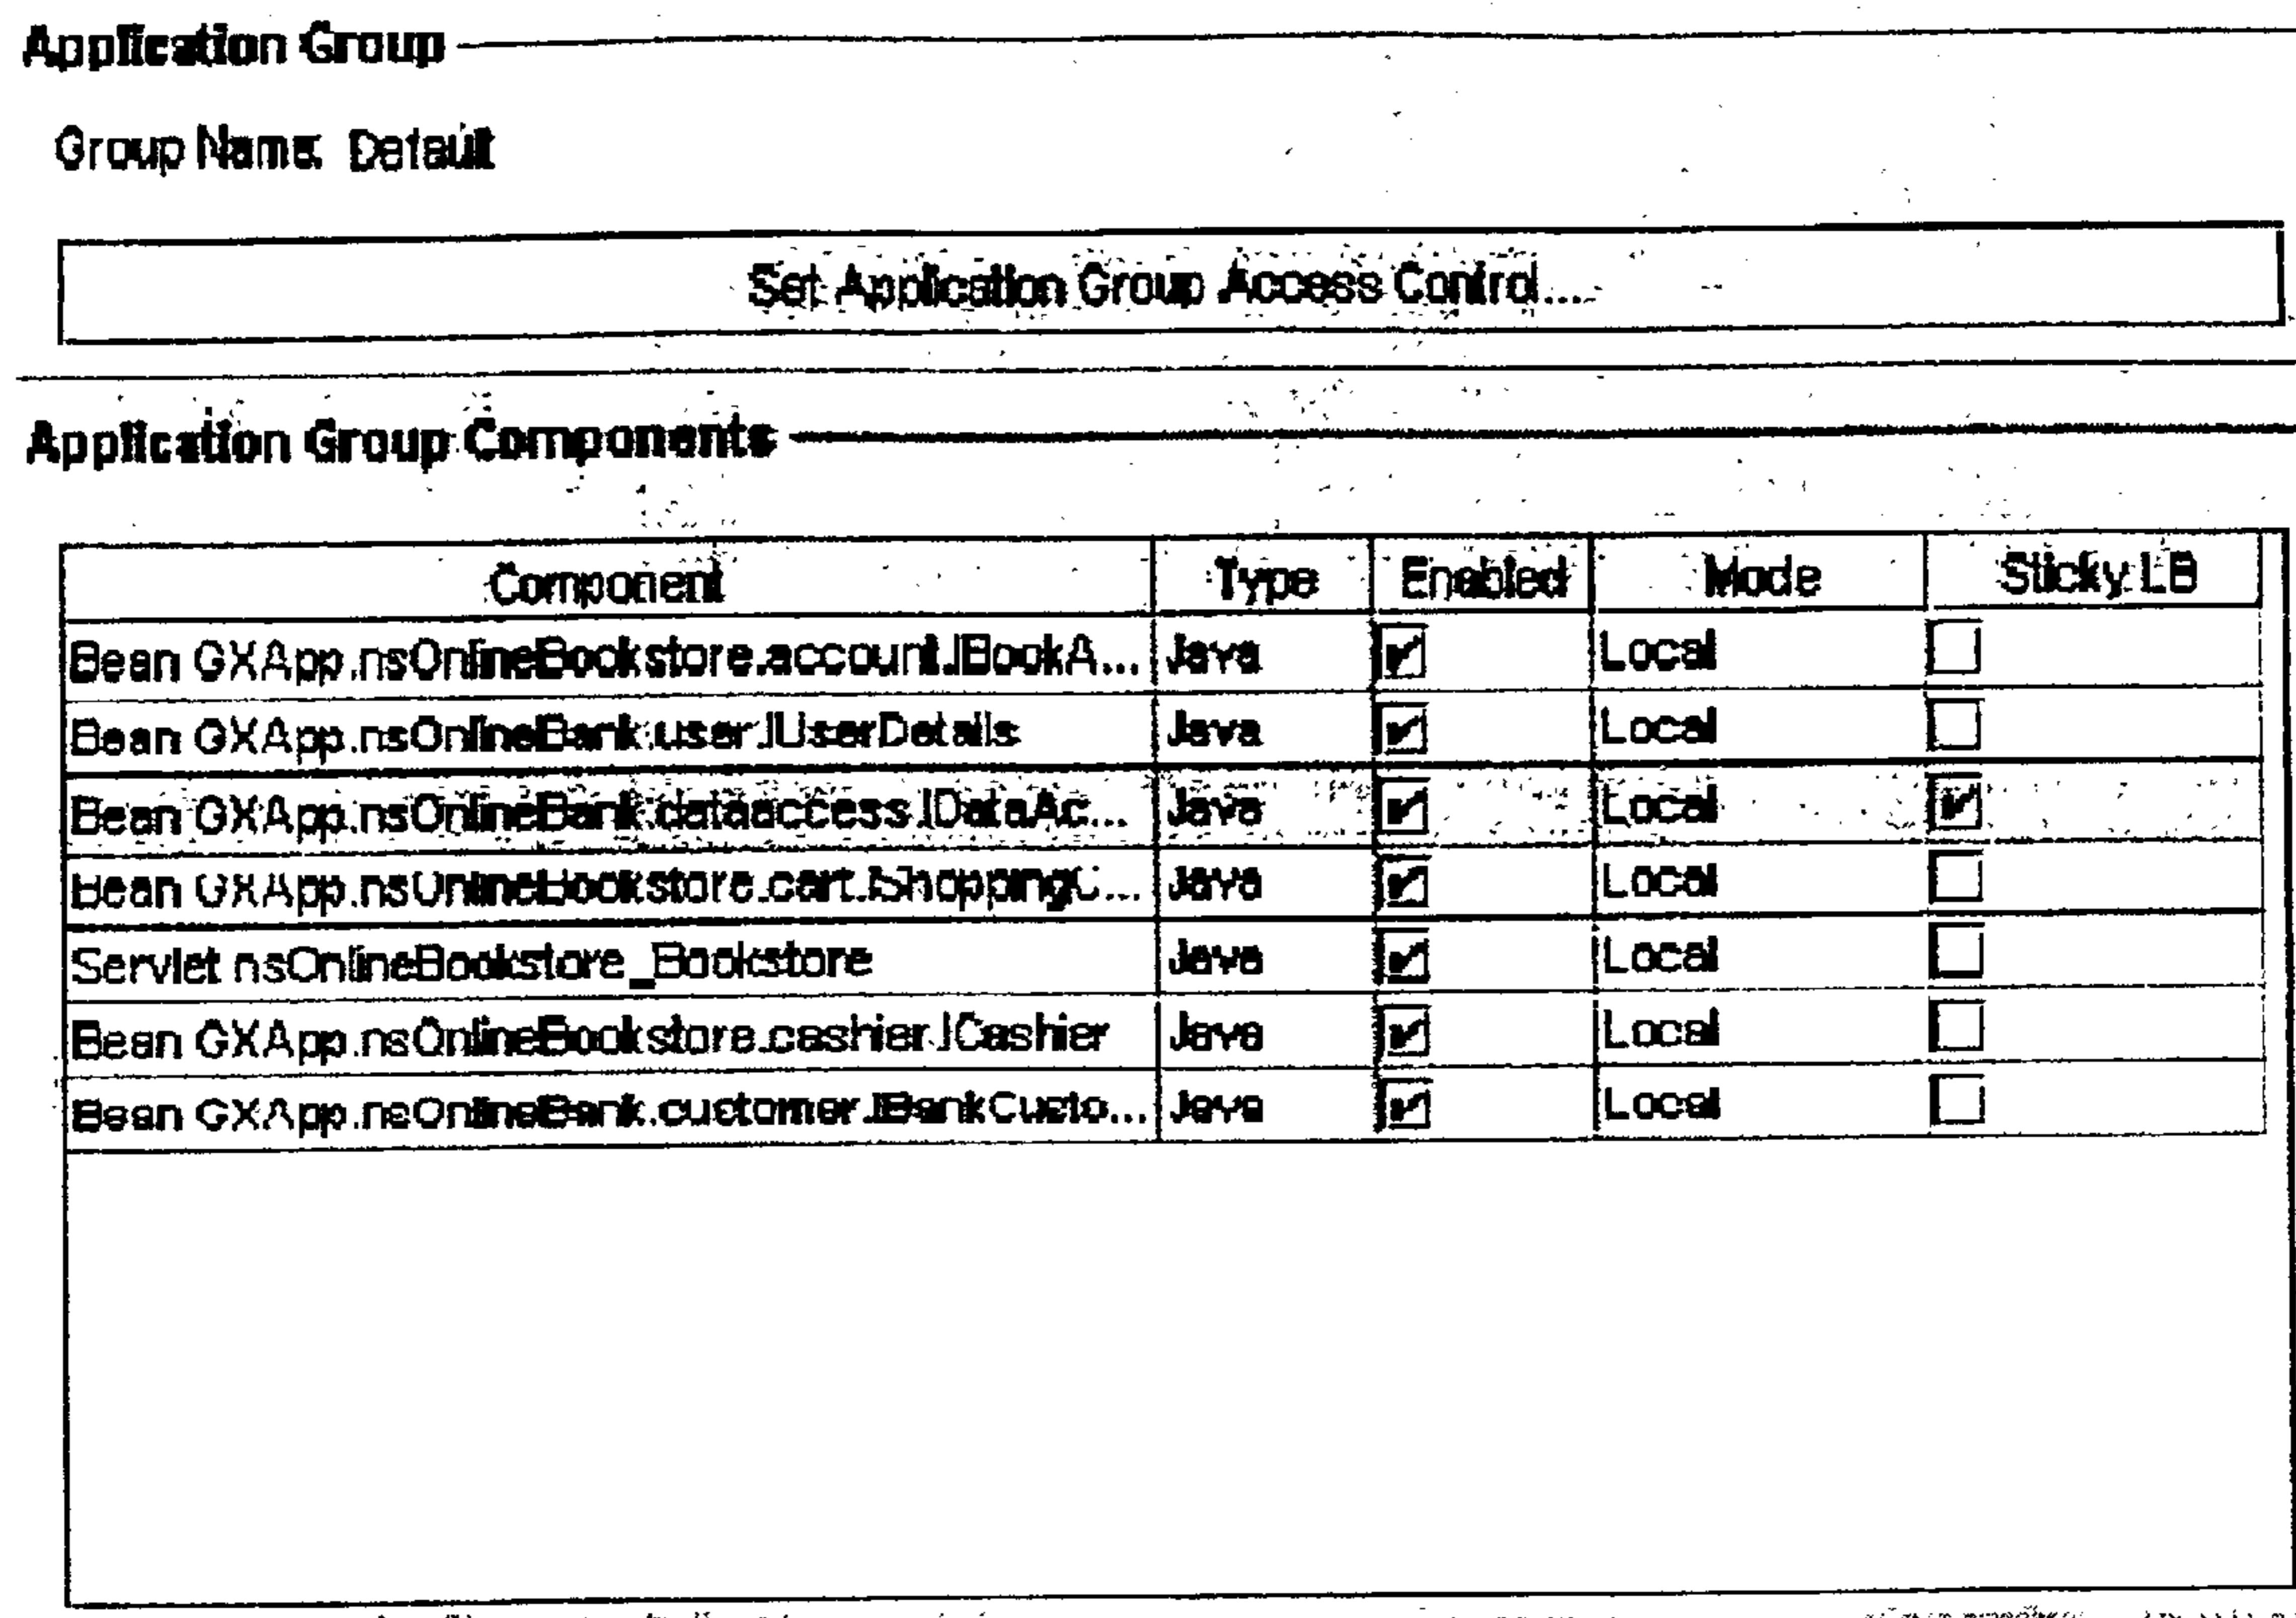 Application Group
Group Name: Default
Set Application Group Access Control...
Application Group Components
Component Type Enabled Mode Sticky LB
Bean GXApp.nsOnlineBookstore.account.IBookA... Java Local
Bean GXApp.nsOnlineBank.user.IUserDetails Java Local
Bean GXApp.nsOnlineBank.dataaccess.IDataAc... Java Local
Bean GXApp.nsOnlineBookstore.cart.IShoppingC... Java Local
Servlet nsOnlineBookstore_Bookstore Java Local
Bean GXApp.nsOnlineBookstore.cashier.ICashier Java Local
Bean GXApp.nsOnlineBank.customer.IBankCusto... Java Local